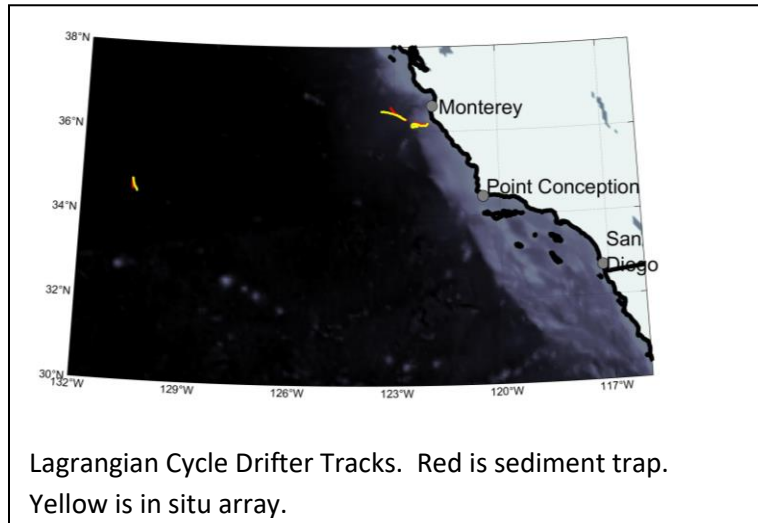 38°N
Monterey
36°N
Point Conception
34°N
San
Diego
32°N
30°N
132°W
129°W
126°W
123°W
120°W
117°W
Lagrangian Cycle Drifter Tracks. Red is sediment trap.
Yellow is in situ array.